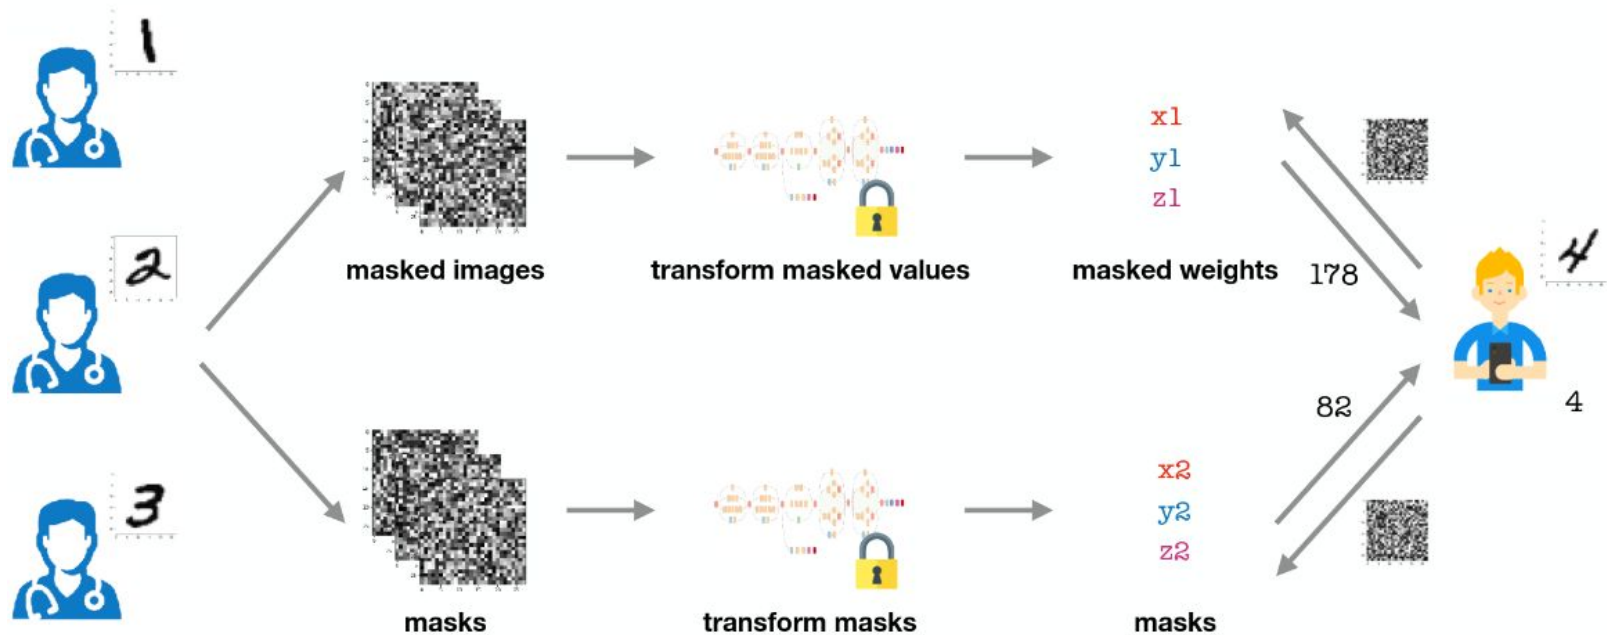 1
2
3
masked images
transform masked values
x1
y1
z1
masked weights
178
4
82
4
masks
transform masks
x2
y2
z2
masks